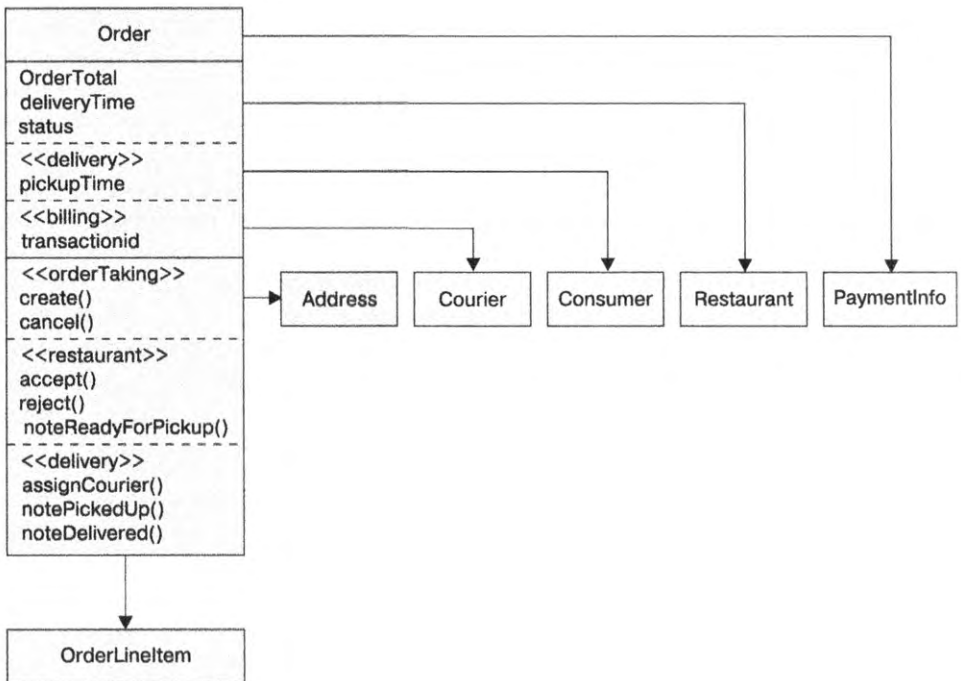 Order
OrderTotal
deliveryTime
status
<<delivery>>
pickupTime
<<billing>>
transactionid
<<orderTaking>>
create()
cancel()
<<restaurant>>
accept()
reject()
noteReadyForPickup()
<<delivery>>
assignCourier()
notePickedUp()
noteDelivered()
Address
Courier
Consumer
Restaurant
PaymentInfo
OrderLineItem